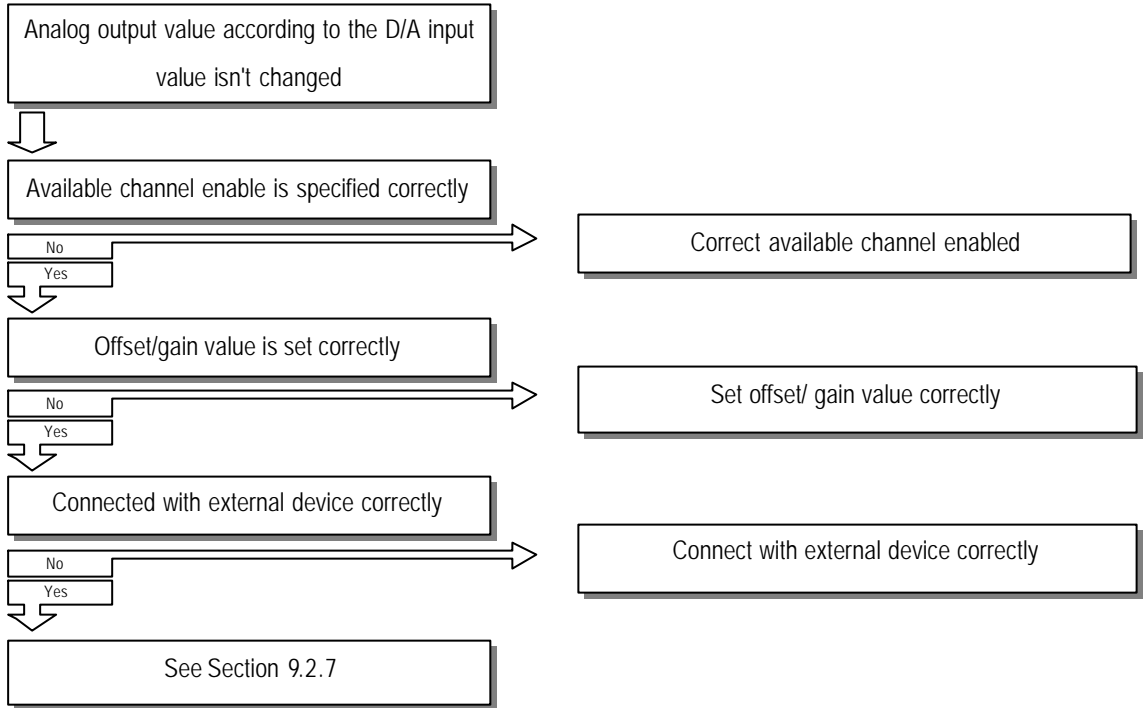 Analog output value according to the D/A input
value isn't changed
Available channel enable is specified correctly
No
Correct available channel enabled
Yes
Offset/gain value is set correctly
No
Set offset/ gain value correctly
Yes
Connected with external device correctly
No
Connect with external device correctly
Yes
See Section 9.2.7